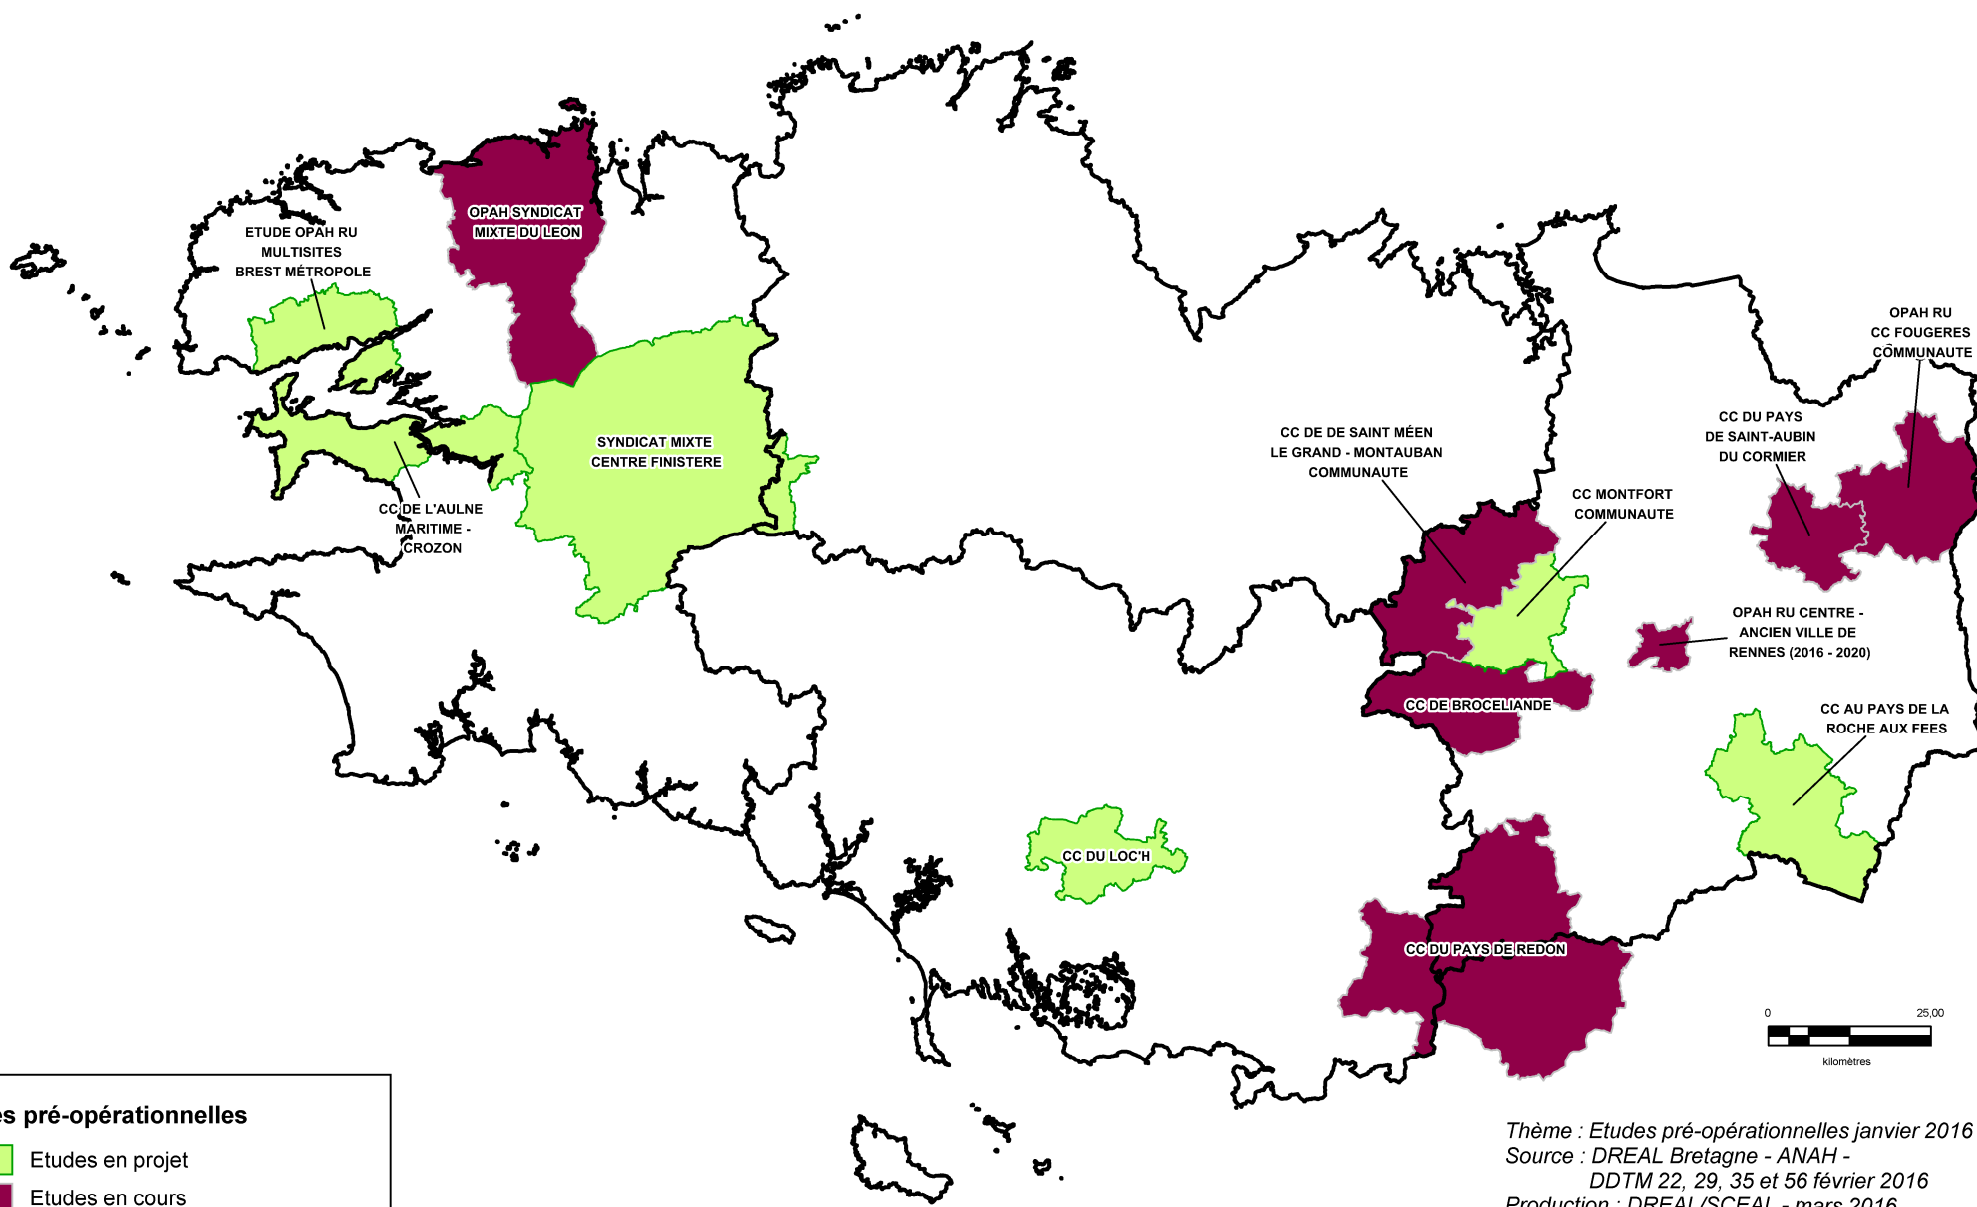 ETUDE OPAH RU
MULTISITES
BREST MÉTROPOLE
OPAH SYNDICAT
MIXTE DU LEON
SYNDICAT MIXTE
CENTRE FINISTERE
CC DE L'AULNE
MARITIME -
CROZON
CC DE DE SAINT MÉEN
LE GRAND - MONTAUBAN
COMMUNAUTE
CC MONTFORT
COMMUNAUTE
CC DU PAYS
DE SAINT-AUBIN
DU CORMIER
OPAH RU
CC FOUGERES
COMMUNAUTE
OPAH RU CENTRE -
ANCIEN VILLE DE
RENNES (2016 - 2020)
CC DE BROCELIANDE
CC AU PAYS DE LA
ROCHE AUX FEES
CC DU LOC'H
CC DU PAYS DE REDON
0 25,00
kilomètres
es pré-opérationnelles
Etudes en projet
Etudes en cours
Thème : Etudes pré-opérationnelles janvier 2016
Source : DREAL Bretagne - ANAH -
DDTM 22, 29, 35 et 56 février 2016
Production : DREAL/SCEAL - mars 2016